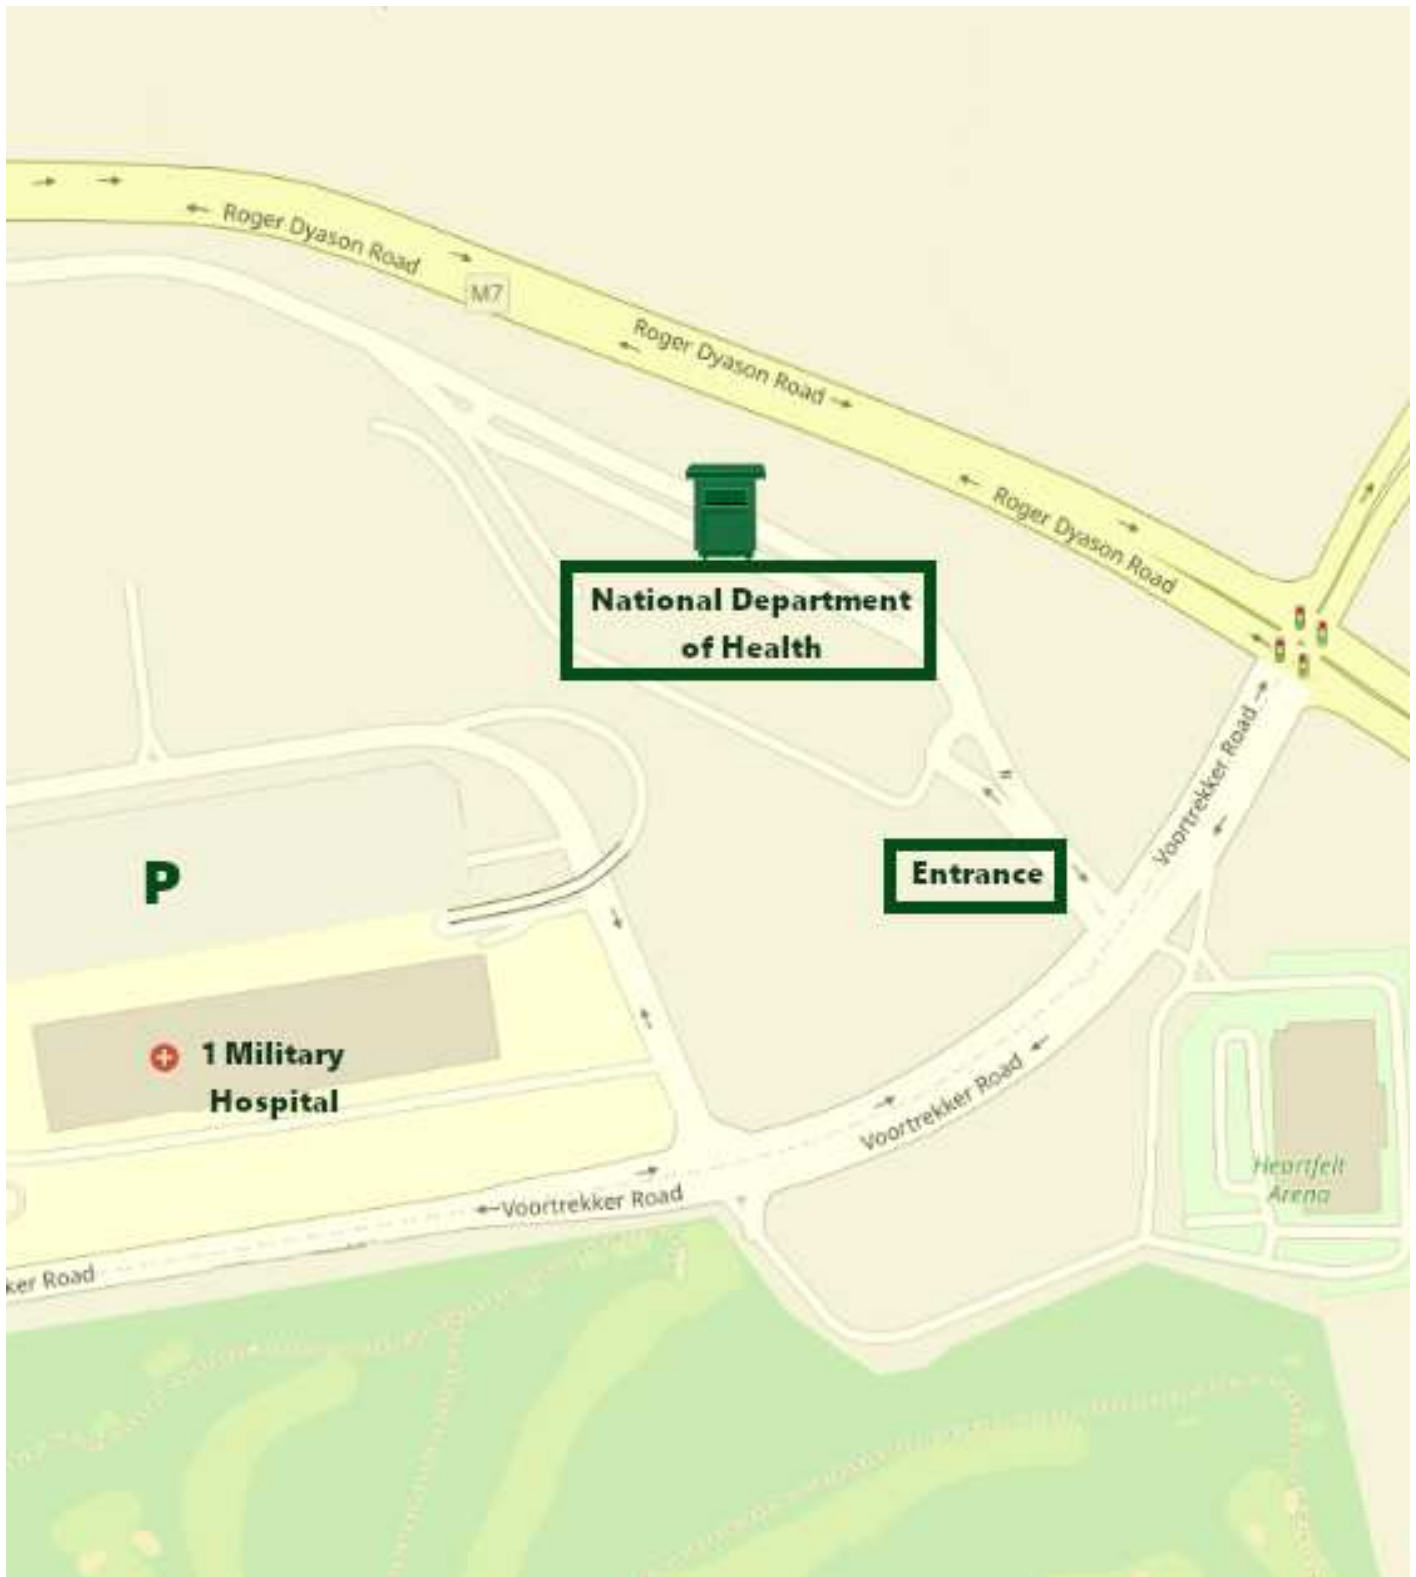 Roger Dyason Road
M7
Roger Dyason Road
Roger Dyason Road
National Department
of Health
Voortrekker Road
Entrance
P
1 Military
Hospital
Voortrekker Road
Heartfelt
Arena
Voortrekker Road
ker Road